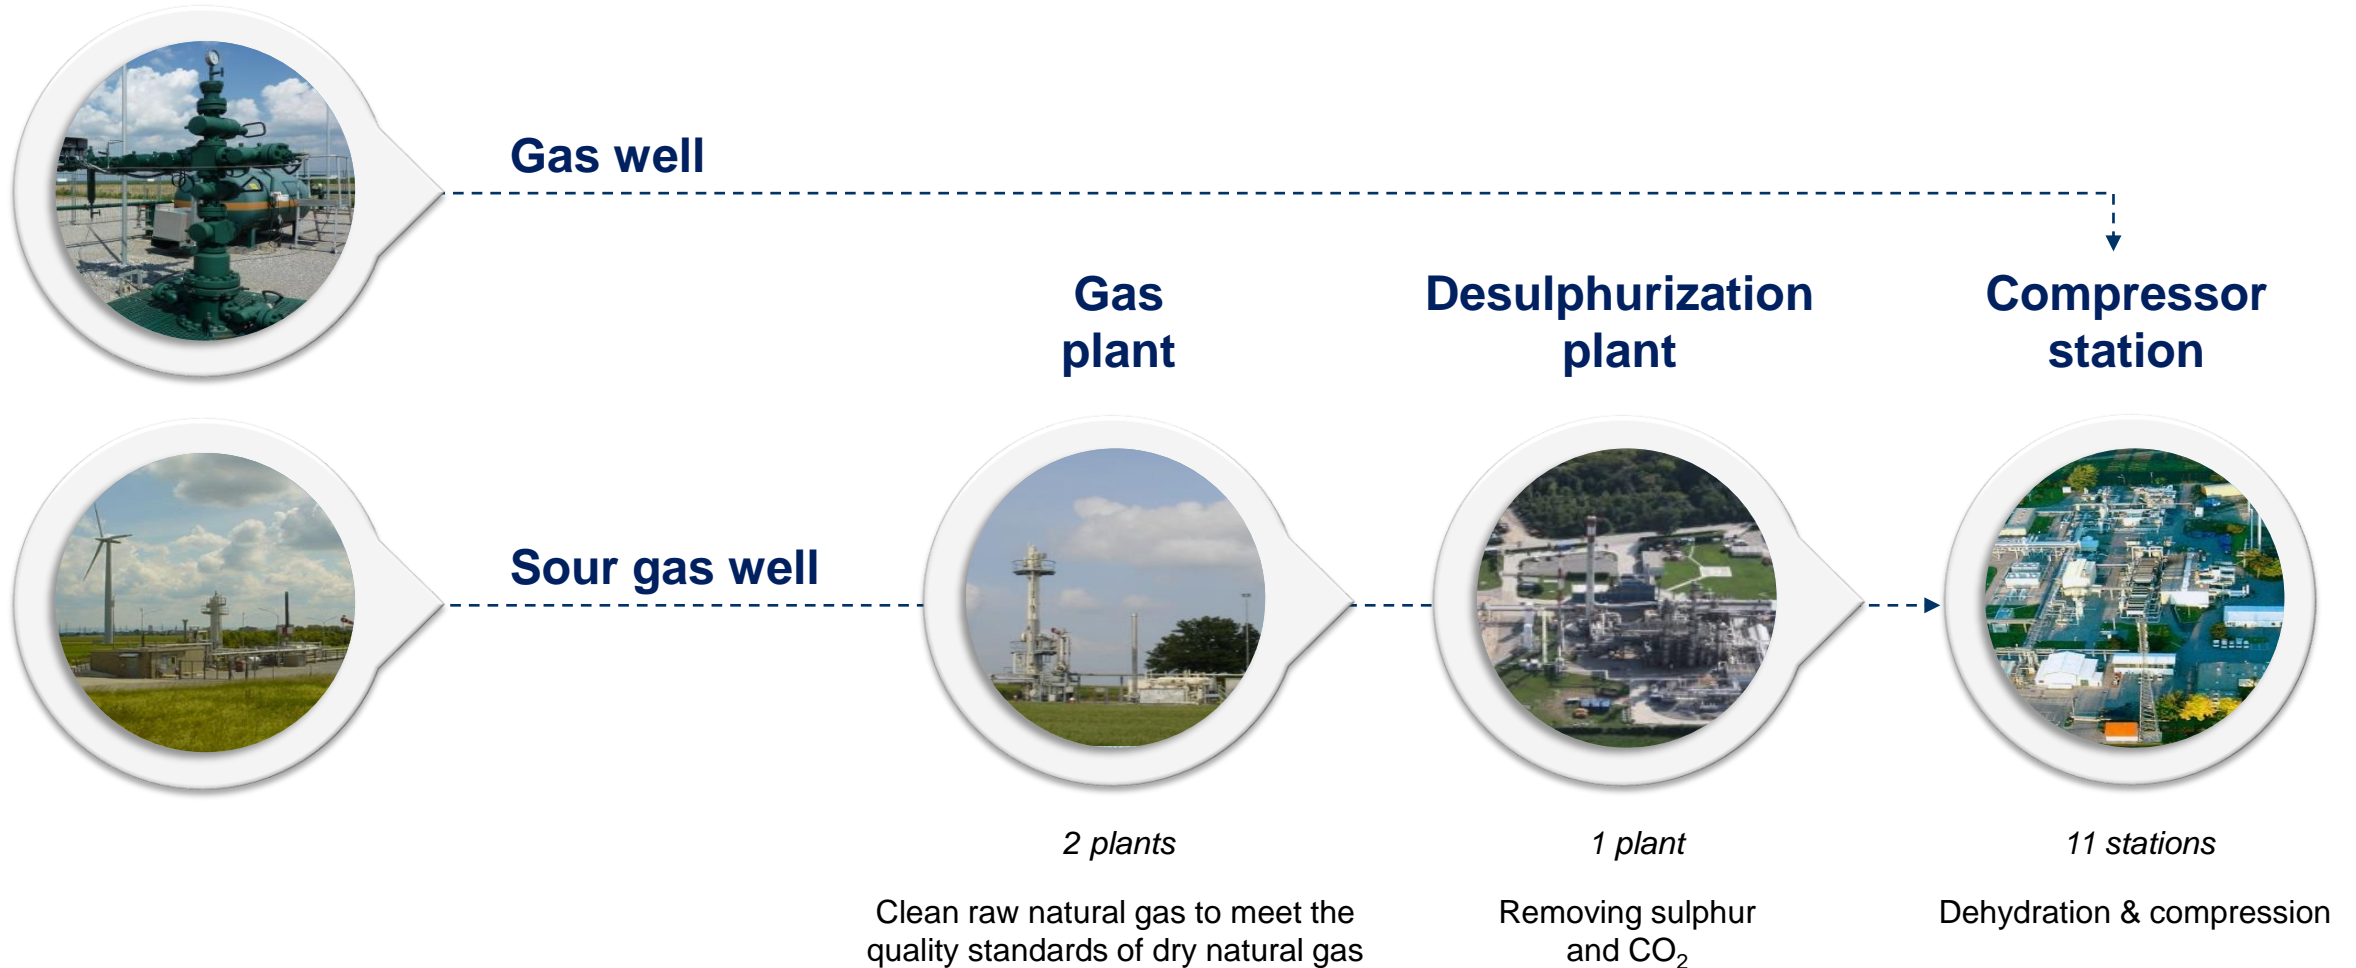 Gas well
Gas
plant
Desulphurization
plant
Compressor
station
Sour gas well
2 plants
1 plant
11 stations
Clean raw natural gas to meet the
quality standards of dry natural gas
Removing sulphur
and CO₂
Dehydration & compression